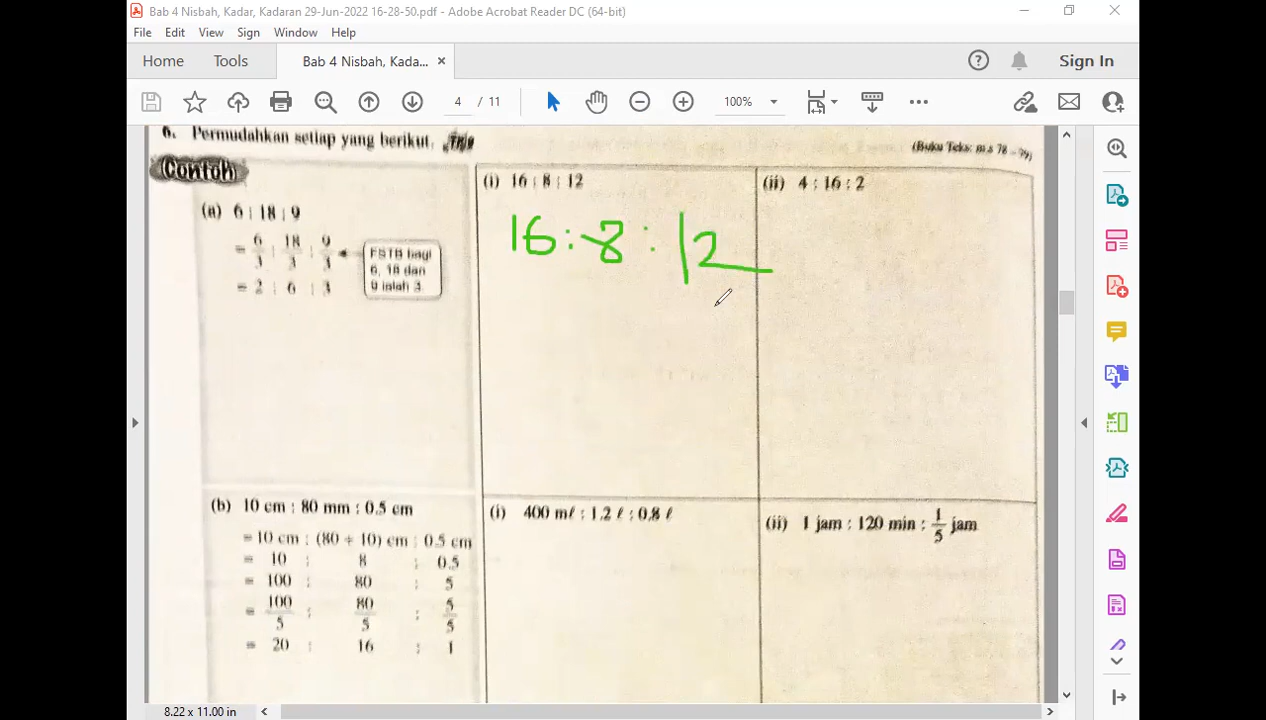 Bab 4 Nisbah, Kadar, Kadaran 29-Jun-2022 16-28-50.pdf - Adobe Acrobat Reader DC (64-bit)
File Edit View Sign Window Help
Home Tools Bab 4 Nisbah, Kada... × Sign In
4 / 11 100%
6. Permudahkan setiap yang berikut.
(Buku Teks: m.s 78 – 79)
Contoh
(a) 6 : 18 : 9
= 6/3 : 18/3 : 9/3
= 2 : 6 : 3
FSTB bagi
6, 18 dan
9 ialah 3.
(i) 16 : 8 : 12
16 : 8 : 12
(ii) 4 : 16 : 2
(b) 10 cm : 80 mm : 0.5 cm
= 10 cm : (80 ÷ 10) cm : 0.5 cm
= 10 : 8 : 0.5
= 100 : 80 : 5
= 100/5 : 80/5 : 5/5
= 20 : 16 : 1
(i) 400 mℓ : 1.2 ℓ : 0.8 ℓ
(ii) 1 jam : 120 min : 1/5 jam
8.22 x 11.00 in